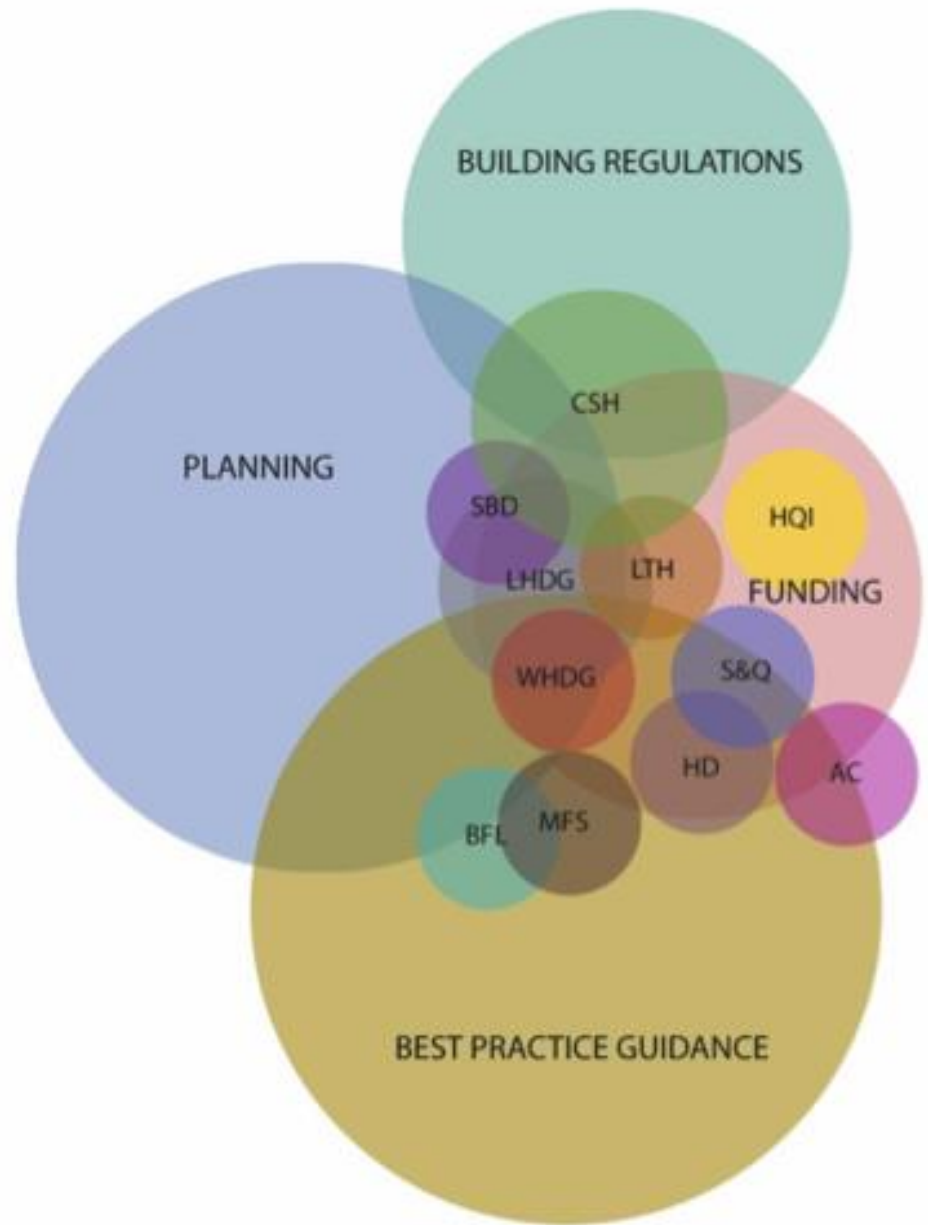 BUILDING REGULATIONS
CSH
PLANNING
SBD
HQI
LHDG
LTH
FUNDING
WHDG
S&Q
HD
AC
BFL
MFS
BEST PRACTICE GUIDANCE